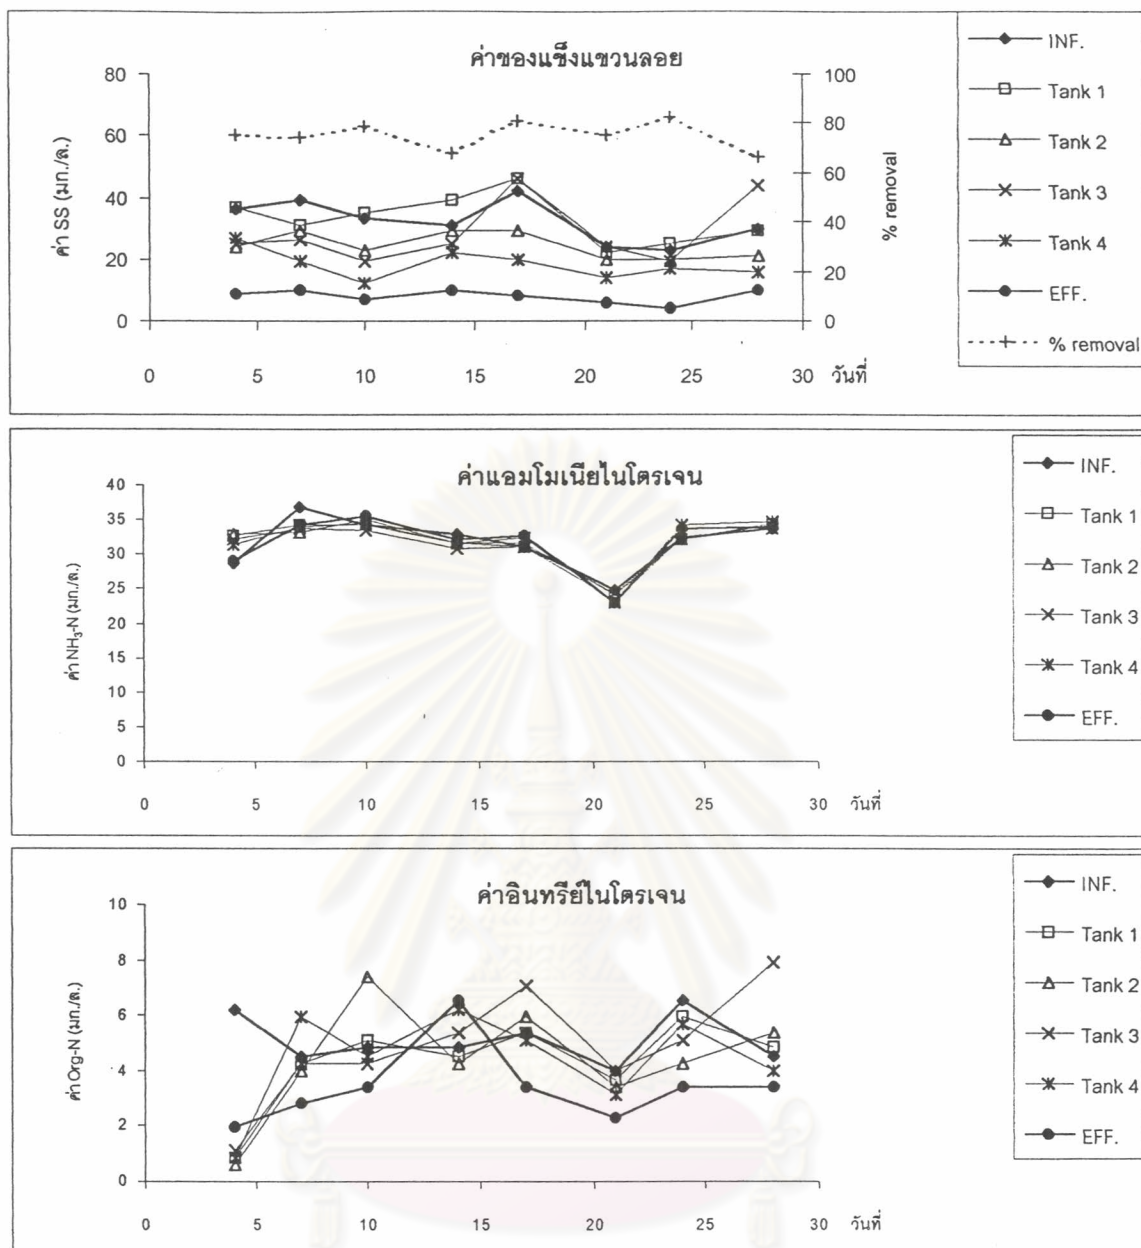 ค่าของแข็งแขวนลอย
ค่า SS (มก./ล.)
80
60
40
20
0
100
80
60
40
20
0
% removal
0 5 10 15 20 25 30 วันที่
INF.
Tank 1
Tank 2
Tank 3
Tank 4
EFF.
% removal
ค่าแอมโมเนียไนโตรเจน
ค่า NH₃-N (มก./ล.)
40
35
30
25
20
15
10
5
0
0 5 10 15 20 25 30 วันที่
INF.
Tank 1
Tank 2
Tank 3
Tank 4
EFF.
ค่าอินทรีย์ไนโตรเจน
ค่า Org-N (มก./ล.)
10
8
6
4
2
0
0 5 10 15 20 25 30 วันที่
INF.
Tank 1
Tank 2
Tank 3
Tank 4
EFF.